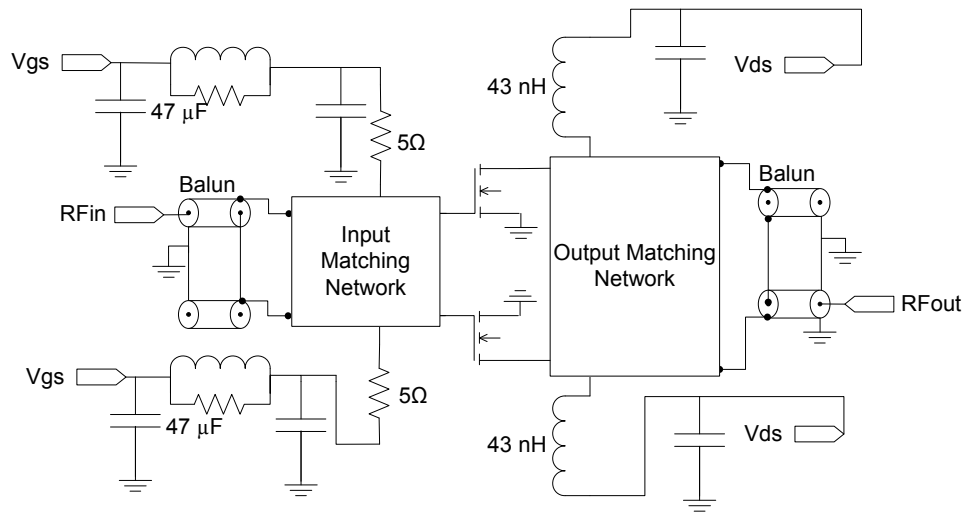 Vgs
47 μF
5Ω
43 nH
Vds
Balun
RFin
Input
Matching
Network
Output Matching
Network
Balun
RFout
Vgs
47 μF
5Ω
43 nH
Vds